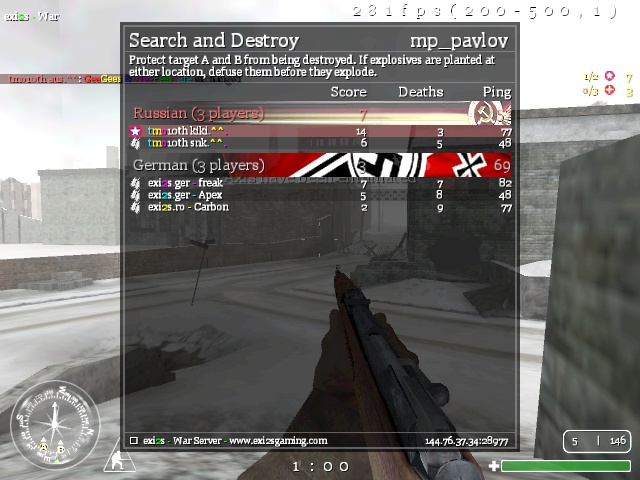 exi2s - War
281fps(200-500,1)
Search and Destroy mp_pavlov
Protect target A and B from being destroyed. If explosives are planted at
either location, defuse them before they explode.
Score Deaths Ping
Russian (3 players) 7
tmo10th kiki.^^. 14 3 77
tmo10th snk.^^. 6 5 48
German (3 players) 69
exi2s.ger - freak 7 7 82
exi2s.ger - Apex 5 8 48
exi2s.ro - Carbon 2 9 77
1/2 7
0/3 3
exi2s - War Server - www.exi2sgaming.com 144.76.37.34:28977
1:00
5 | 146